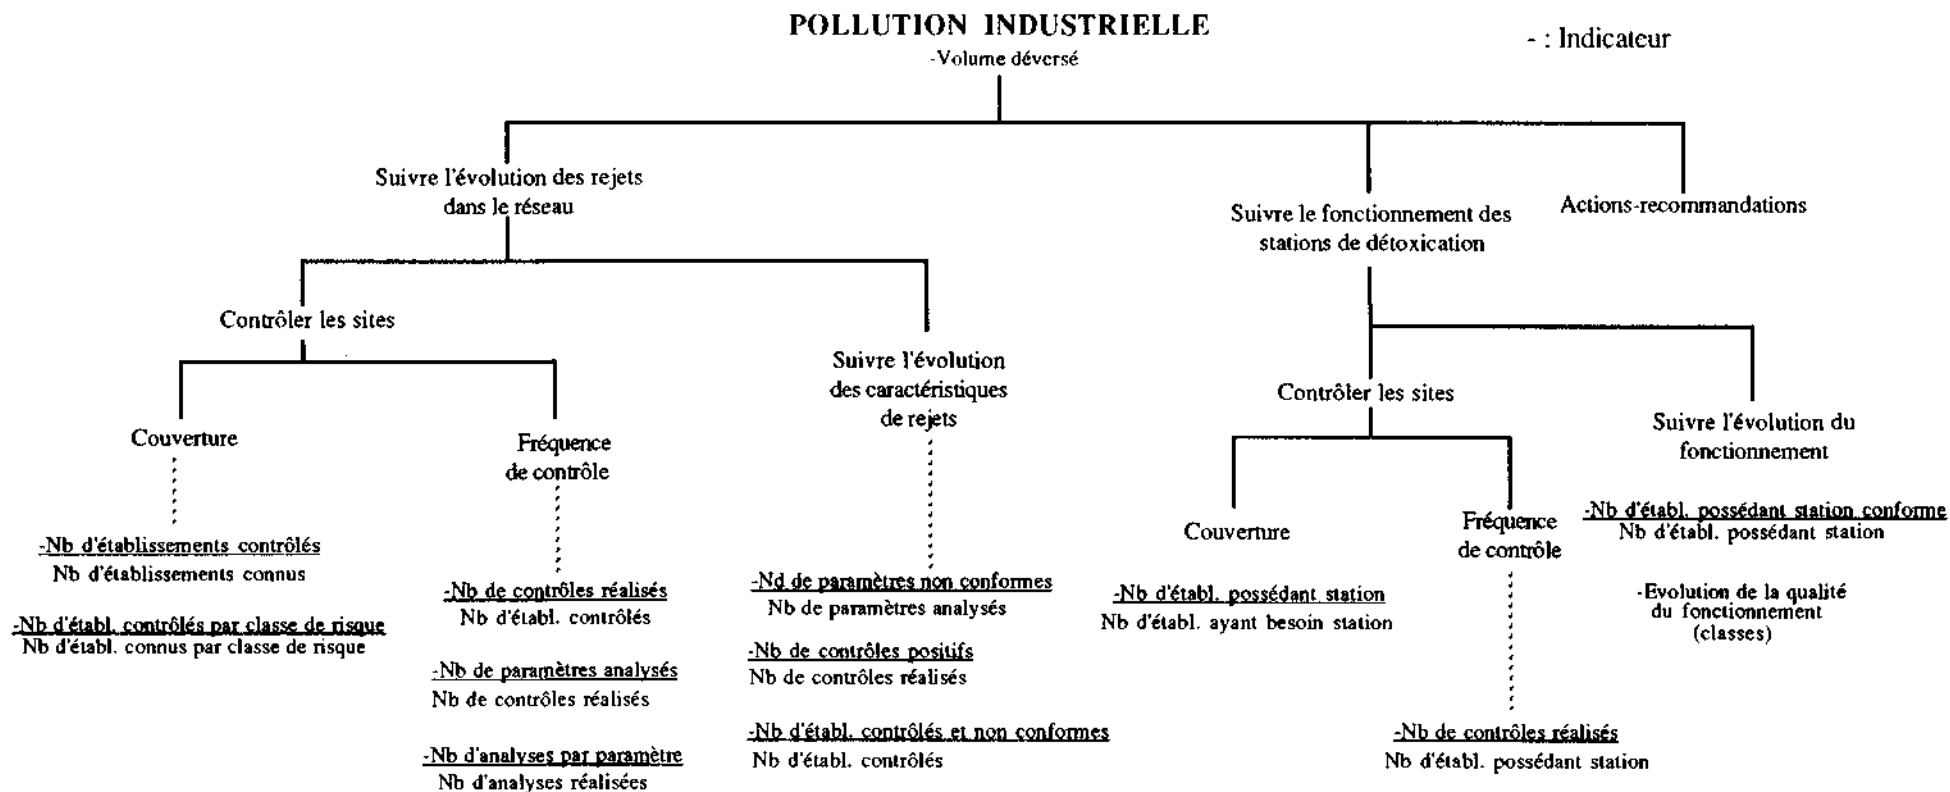 POLLUTION INDUSTRIELLE
-Volume déversé
- : Indicateur
Suivre l'évolution des rejets
dans le réseau
Suivre le fonctionnement des
stations de détoxication
Actions-recommandations
Contrôler les sites
Suivre l'évolution
des caractéristiques
de rejets
Contrôler les sites
Suivre l'évolution du
fonctionnement
Couverture
Fréquence
de contrôle
Couverture
Fréquence
de contrôle
-Nb d'établissements contrôlés
Nb d'établissements connus
-Nb d'établ. contrôlés par classe de risque
Nb d'établ. connus par classe de risque
-Nb de contrôles réalisés
Nb d'établ. contrôlés
-Nb de paramètres analysés
Nb de contrôles réalisés
-Nb d'analyses par paramètre
Nb d'analyses réalisées
-Nd de paramètres non conformes
Nb de paramètres analysés
-Nb de contrôles positifs
Nb de contrôles réalisés
-Nb d'établ. contrôlés et non conformes
Nb d'établ. contrôlés
-Nb d'établ. possédant station
Nb d'établ. ayant besoin station
-Nb de contrôles réalisés
Nb d'établ. possédant station
-Nb d'établ. possédant station conforme
Nb d'établ. possédant station
-Evolution de la qualité
du fonctionnement
(classes)